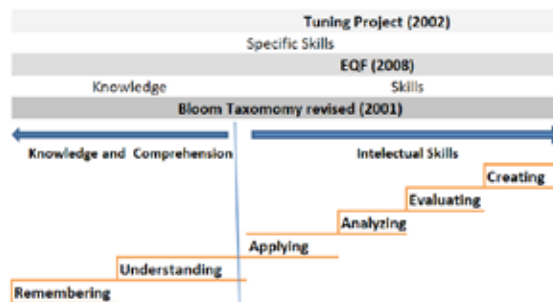 Tuning Project (2002)
Specific Skills
EQF (2008)
Knowledge Skills
Bloom Taxomomy revised (2001)
Knowledge and Comprehension Intelectual Skills
Creating
Evaluating
Analyzing
Applying
Understanding
Remembering